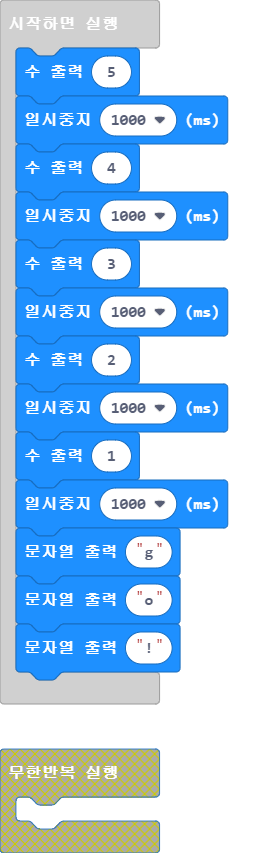 시작하면 실행
수 출력 5
일시중지 1000 (ms)
수 출력 4
일시중지 1000 (ms)
수 출력 3
일시중지 1000 (ms)
수 출력 2
일시중지 1000 (ms)
수 출력 1
일시중지 1000 (ms)
문자열 출력 "g"
문자열 출력 "o"
문자열 출력 "!"
무한반복 실행